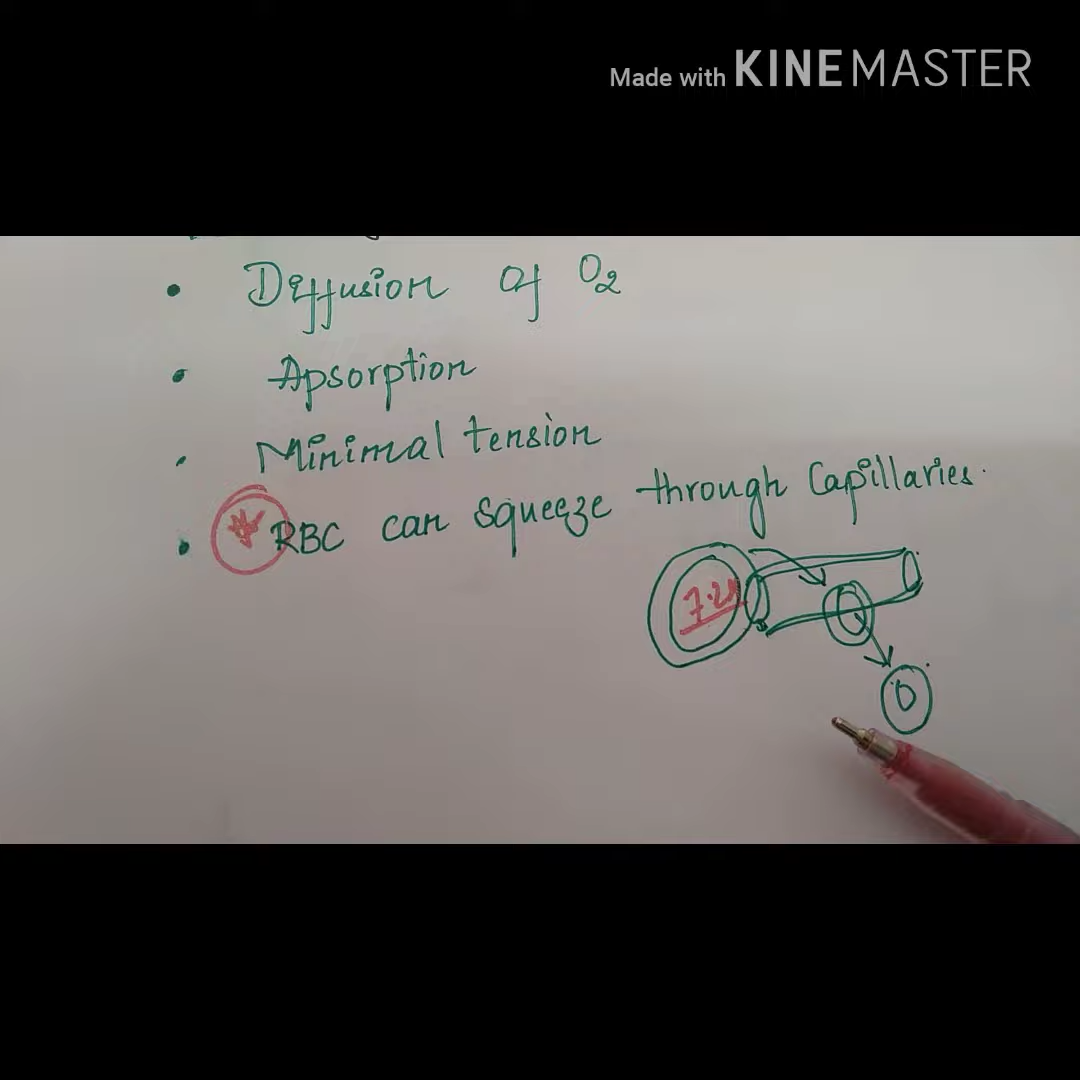 Made with KINEMASTER
• Diffusion of O2
• Apsorption
• Minimal tension
• RBC can squeeze through Capillaries.